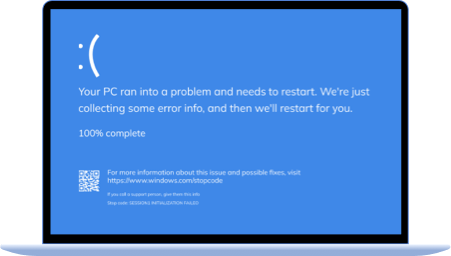 :(
Your PC ran into a problem and needs to restart. We're just
collecting some error info, and then we'll restart for you.
100% complete
For more information about this issue and possible fixes, visit
https://www.windows.com/stopcode
If you call a support person, give them this info:
Stop code: SESSION1 INITIALIZATION FAILED